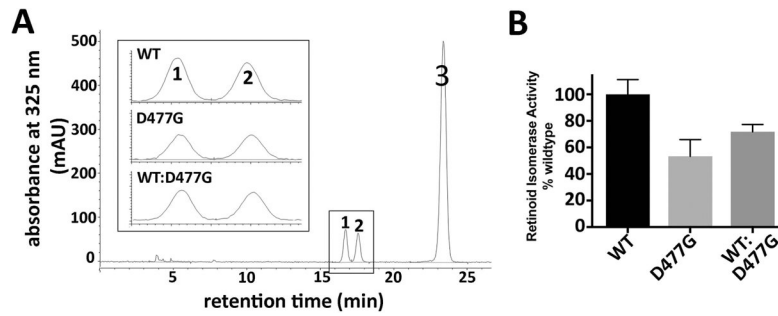 A
absorbance at 325 nm
(mAU)
500
400
300
200
100
0
WT
1
2
D477G
WT:D477G
1
2
3
5
10
15
20
25
retention time (min)
B
Retinoid Isomerase Activity
% wildtype
100
80
60
40
20
0
WT
D477G
WT:
D477G